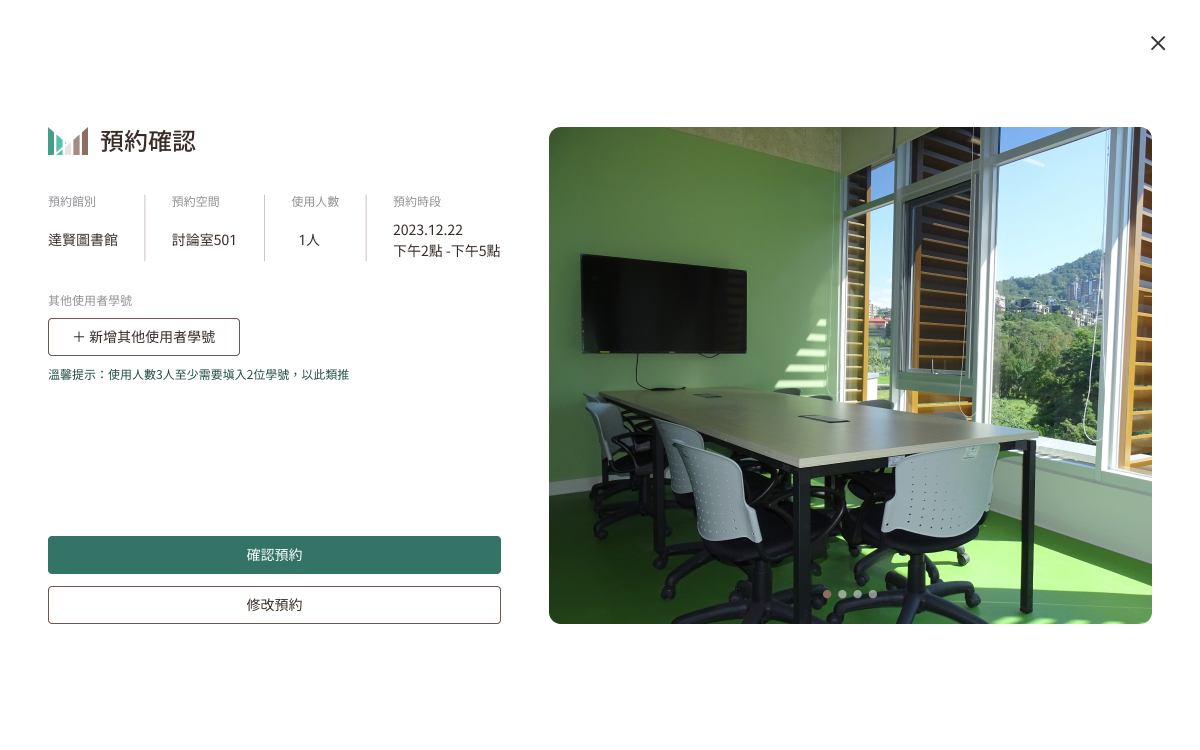 預約確認
預約館別
達賢圖書館
預約空間
討論室501
使用人數
1人
預約時段
2023.12.22
下午2點 -下午5點
其他使用者學號
＋ 新增其他使用者學號
溫馨提示：使用人數3人至少需要填入2位學號，以此類推
確認預約
修改預約